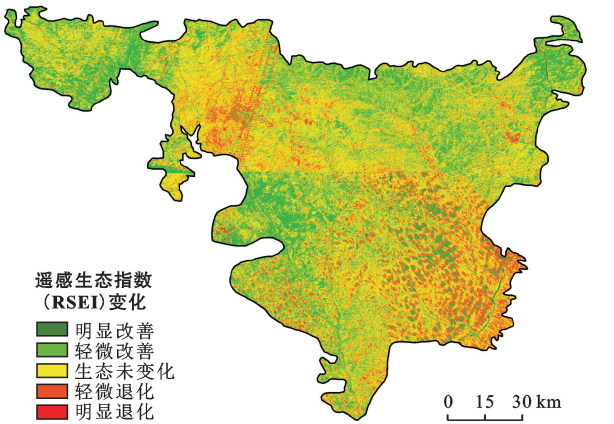 遥感生态指数
（RSEI）变化
明显改善
轻微改善
生态未变化
轻微退化
明显退化
0 15 30 km